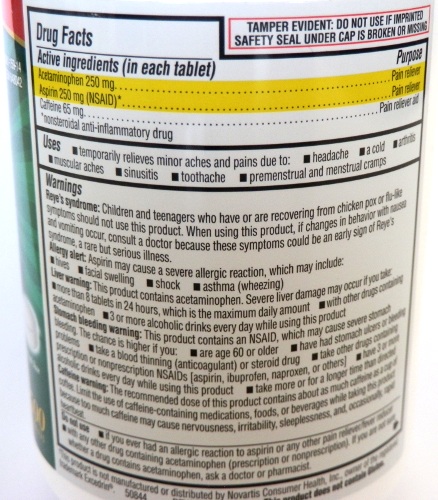 TAMPER EVIDENT: DO NOT USE IF IMPRINTED
SAFETY SEAL UNDER CAP IS BROKEN OR MISSING
Drug Facts
Active ingredients (in each tablet) Purpose
Acetaminophen 250 mg. Pain reliever
Aspirin 250 mg (NSAID)* Pain reliever
Caffeine 65 mg. Pain reliever aid
*nonsteroidal anti-inflammatory drug
Uses ■ temporarily relieves minor aches and pains due to: ■ headache ■ a cold ■ arthritis
■ muscular aches ■ sinusitis ■ toothache ■ premenstrual and menstrual cramps
Warnings
Reye's syndrome: Children and teenagers who have or are recovering from chicken pox or flu-like
symptoms should not use this product. When using this product, if changes in behavior with nausea
and vomiting occur, consult a doctor because these symptoms could be an early sign of Reye's
syndrome, a rare but serious illness.
Allergy alert: Aspirin may cause a severe allergic reaction, which may include:
■ hives ■ facial swelling ■ shock ■ asthma (wheezing)
Liver warning: This product contains acetaminophen. Severe liver damage may occur if you take:
■ more than 8 tablets in 24 hours, which is the maximum daily amount ■ with other drugs containing
acetaminophen ■ 3 or more alcoholic drinks every day while using this product
Stomach bleeding warning: This product contains an NSAID, which may cause severe stomach
bleeding. The chance is higher if you: ■ are age 60 or older ■ have had stomach ulcers or bleeding
problems ■ take a blood thinning (anticoagulant) or steroid drug ■ take other drugs containing
prescription or nonprescription NSAIDs [aspirin, ibuprofen, naproxen, or others] ■ have 3 or more
alcoholic drinks every day while using this product ■ take more or for a longer time than directed
Caffeine warning: The recommended dose of this product contains about as much caffeine as a cup of
coffee. Limit the use of caffeine-containing medications, foods, or beverages while taking this product
because too much caffeine may cause nervousness, irritability, sleeplessness, and, occasionally, rapid
heartbeat.
Do not use ■ if you ever had an allergic reaction to aspirin or any other pain reliever/fever reducer
■ with any other drug containing acetaminophen (prescription or nonprescription). If you are not sure
whether a drug contains acetaminophen, ask a doctor or pharmacist.
This product is not manufactured or distributed by Novartis Consumer Health, Inc., owner of the registered
trademark Excedrin®. 50844